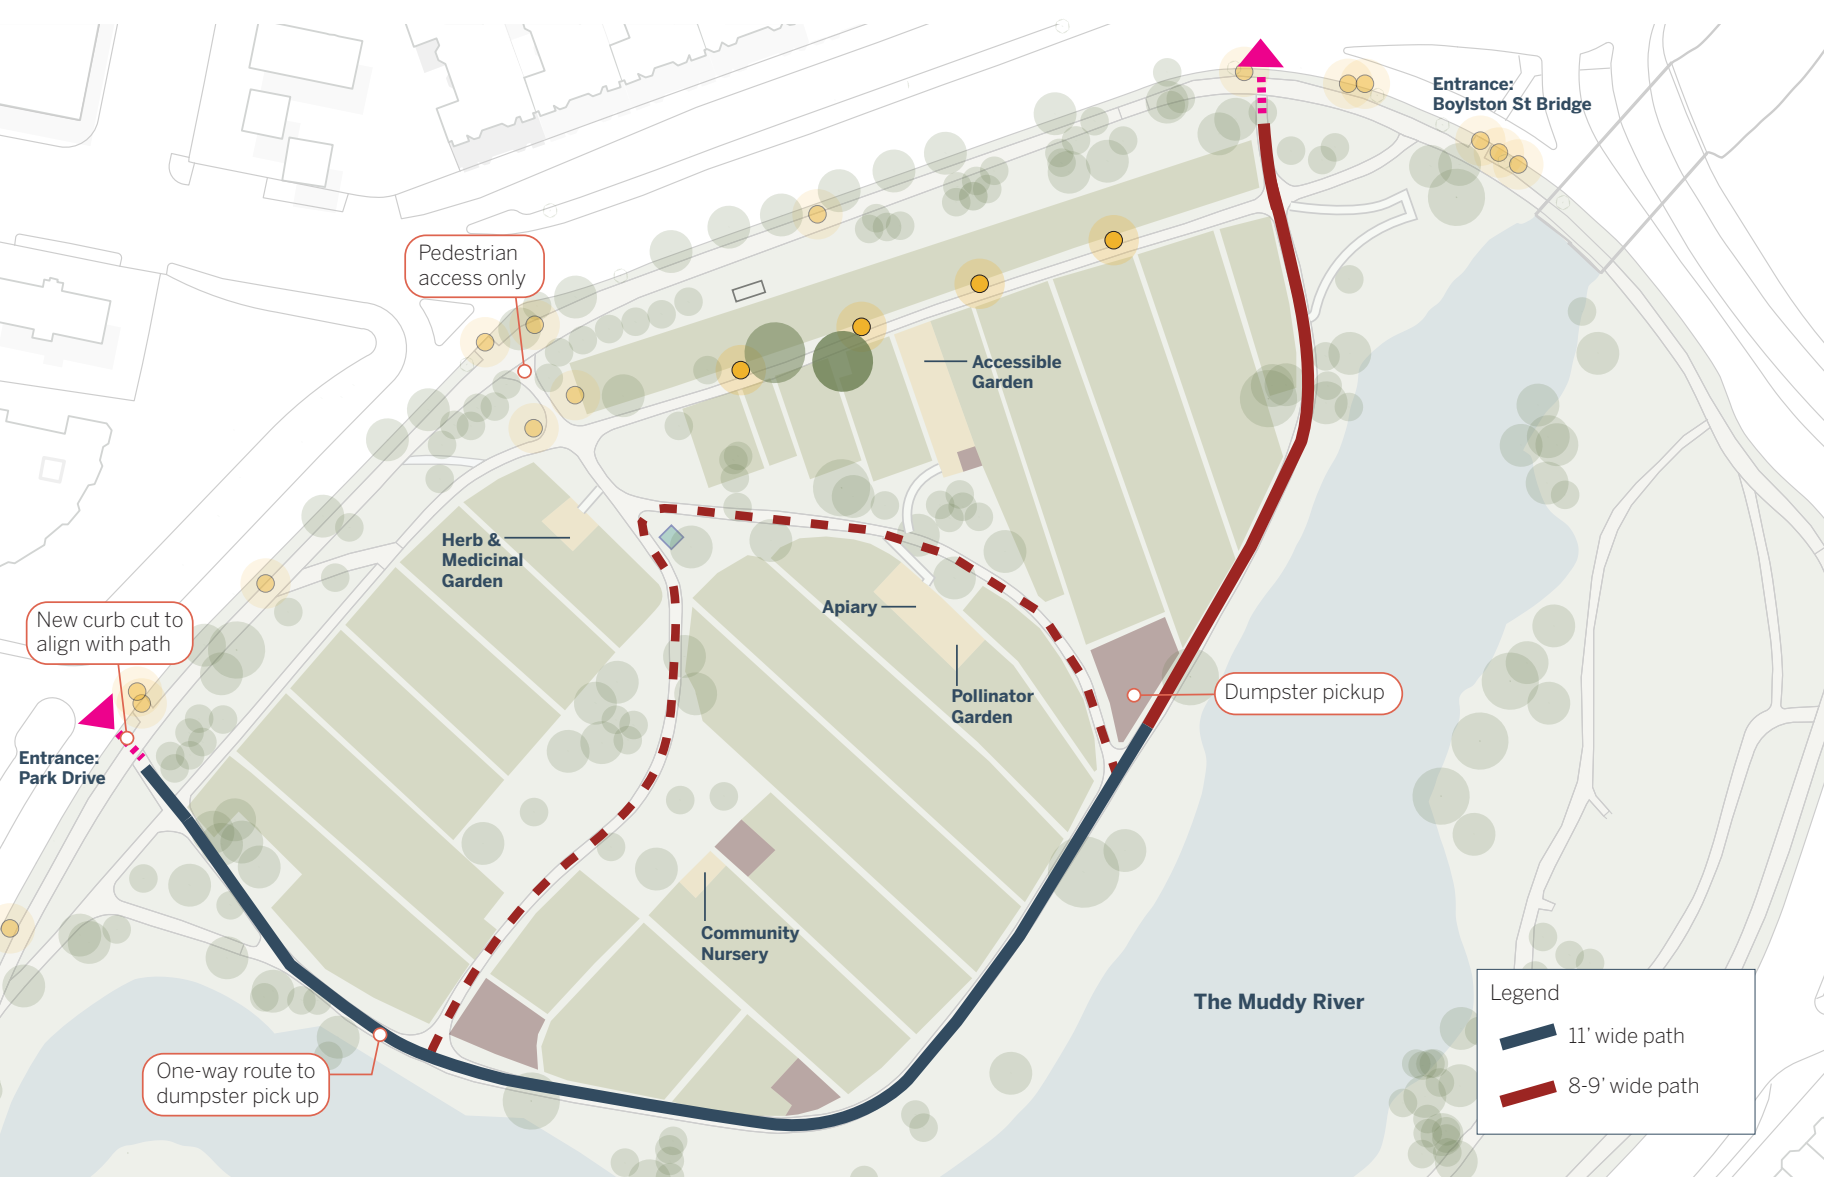 Entrance:
Boylston St Bridge
Pedestrian
access only
Accessible
Garden
Herb &
Medicinal
Garden
Apiary
New curb cut to
align with path
Pollinator
Garden
Dumpster pickup
Entrance:
Park Drive
Community
Nursery
The Muddy River
Legend
11’ wide path
8-9’ wide path
One-way route to
dumpster pick up